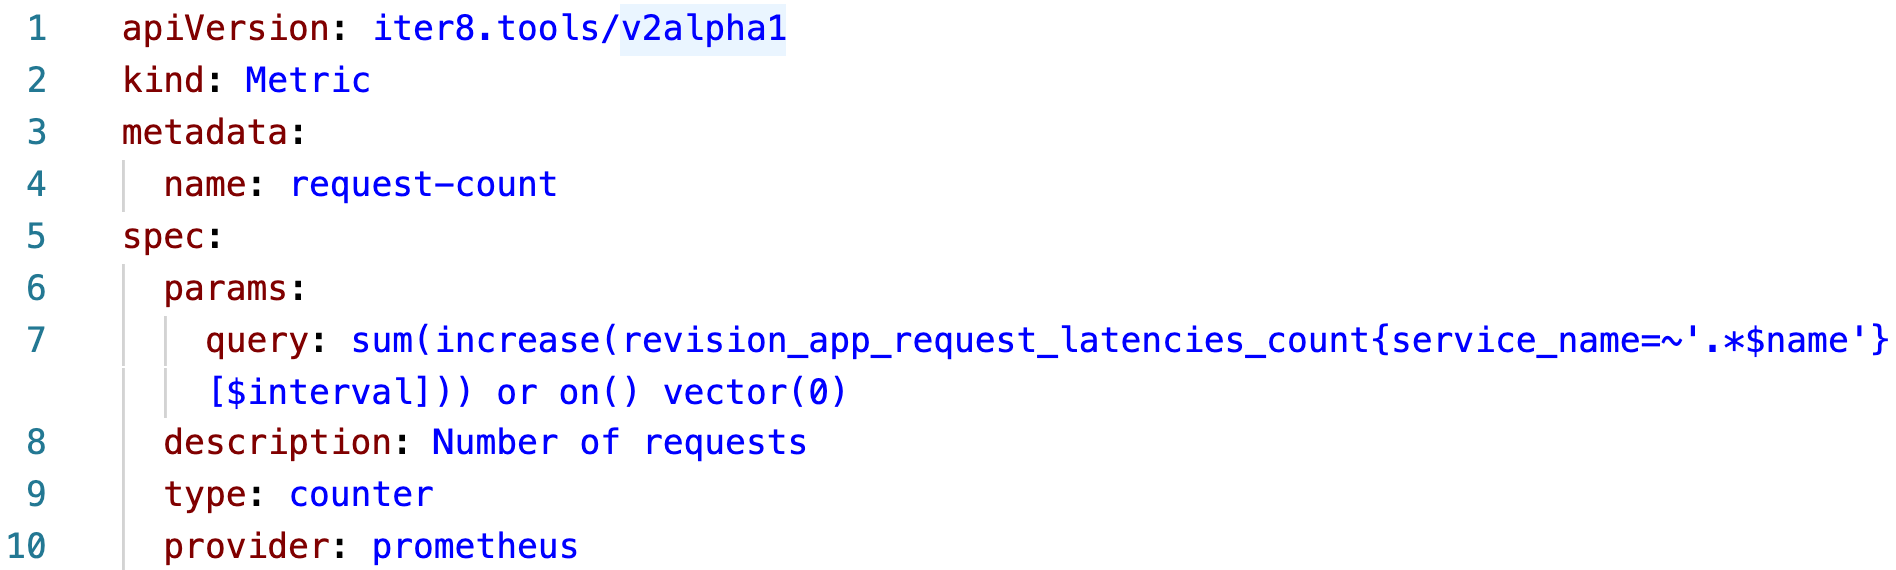 1 apiVersion: iter8.tools/v2alpha1
2 kind: Metric
3 metadata:
4   name: request-count
5 spec:
6   params:
7     query: sum(increase(revision_app_request_latencies_count{service_name=~'.*$name'}
    [$interval])) or on() vector(0)
8   description: Number of requests
9   type: counter
10   provider: prometheus